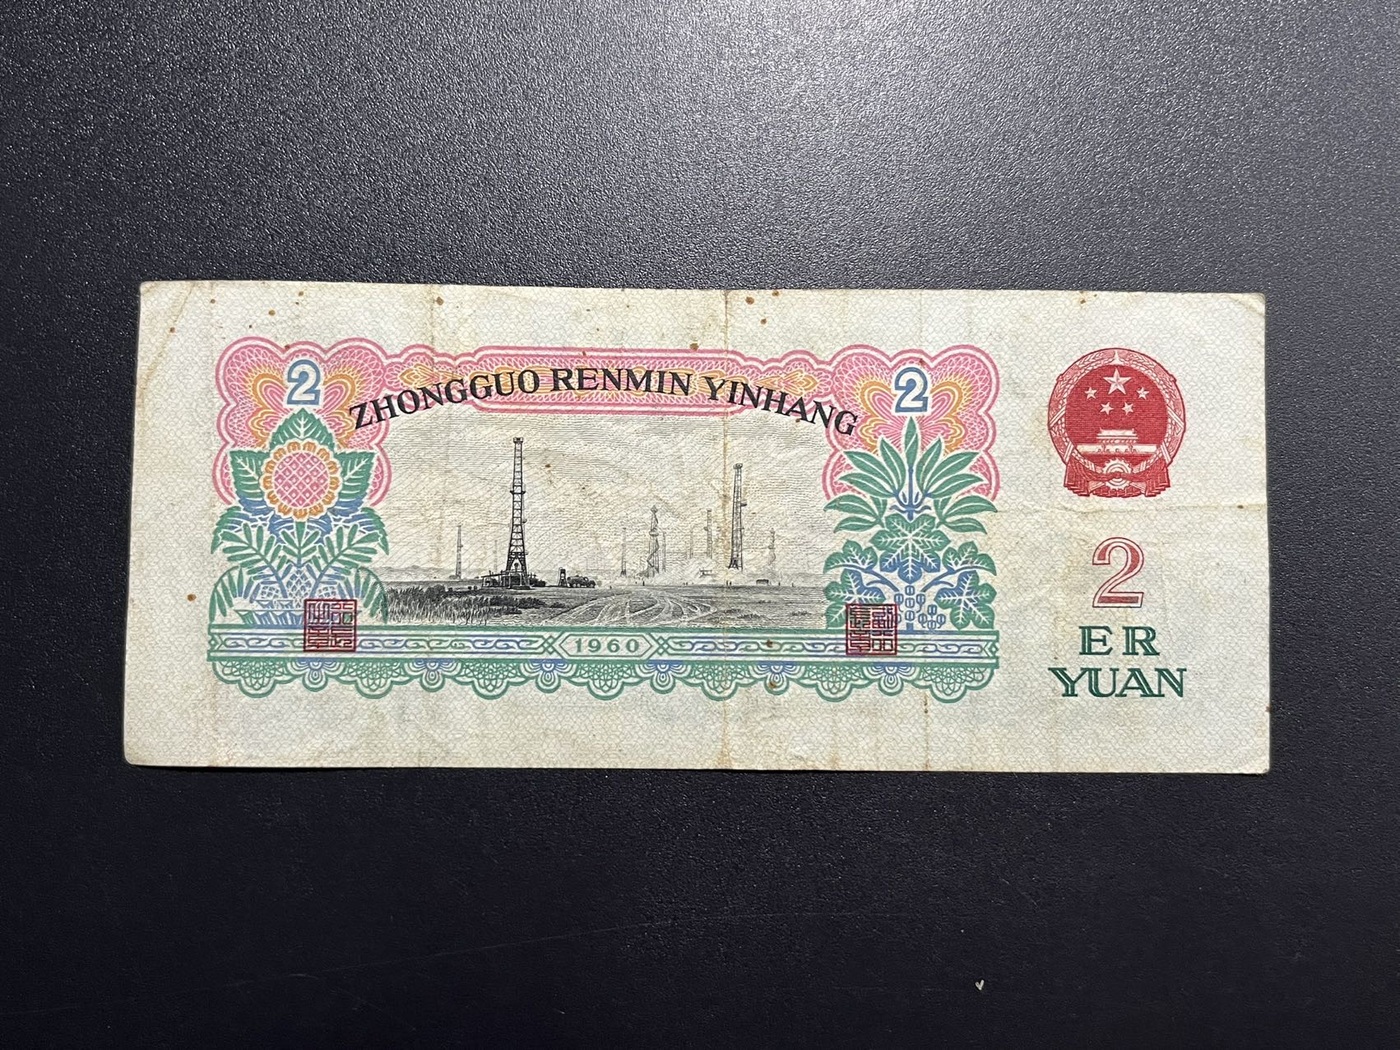 2
2
ZHONGGUO RENMIN YINHANG
1960
2
ER
YUAN